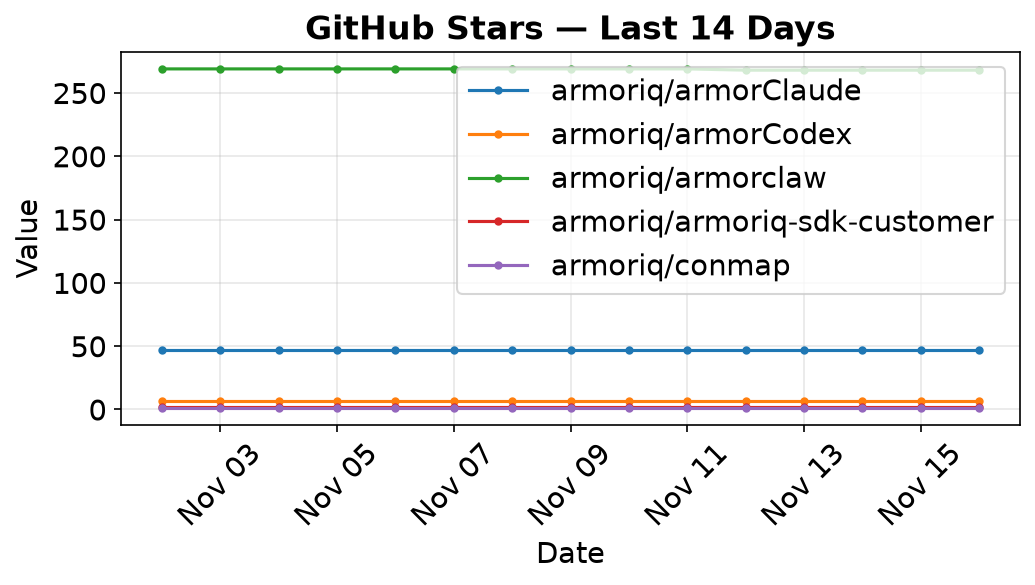 GitHub Stars — Last 14 Days
armoriq/armorClaude
armoriq/armorCodex
armoriq/armorclaw
armoriq/armoriq-sdk-customer
armoriq/conmap
Value
250
200
150
100
50
0
Nov 03
Nov 05
Nov 07
Nov 09
Nov 11
Nov 13
Nov 15
Date